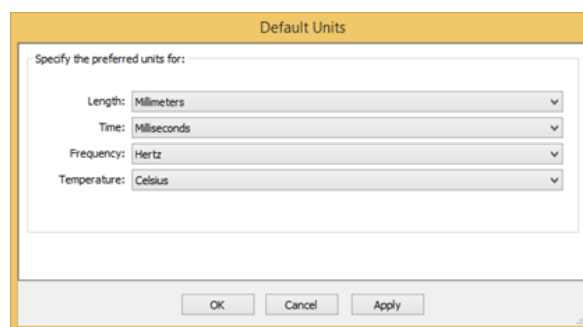 Default Units
Specify the preferred units for:
Length: Millimeters
Time: Milliseconds
Frequency: Hertz
Temperature: Celsius
OK Cancel Apply